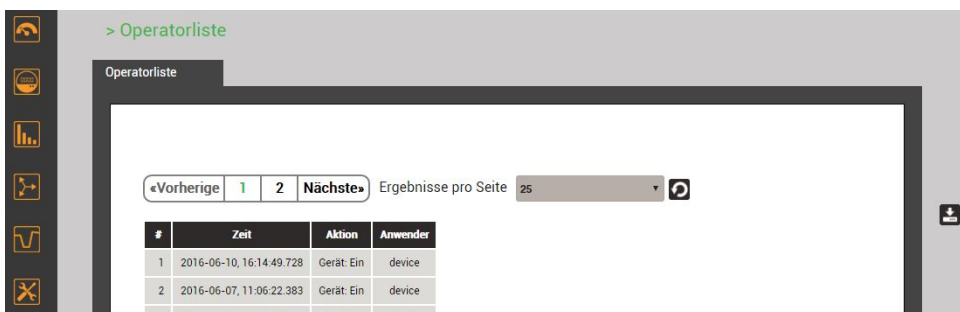 > Operatorliste
Operatorliste
«Vorherige 1 2 Nächste» Ergebnisse pro Seite 25
# Zeit Aktion Anwender
1 2016-06-10, 16:14:49.728 Gerät: Ein device
2 2016-06-07, 11:06:22.383 Gerät: Ein device